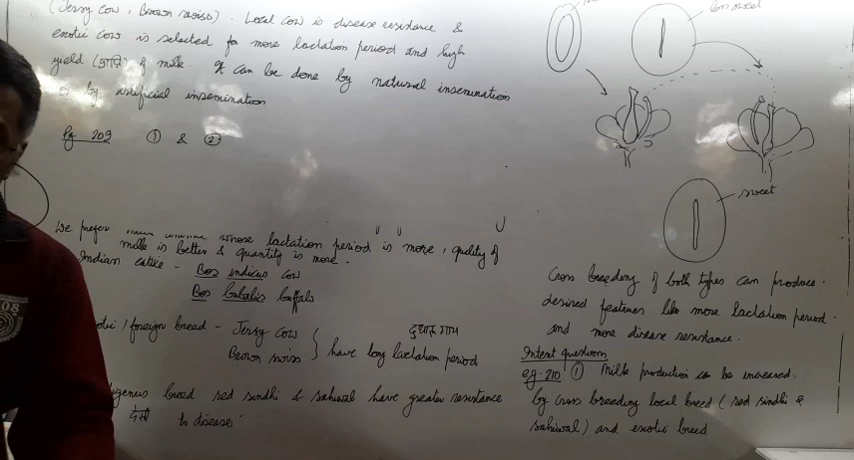 (Jersy Cow, Brown swiss). Local cow is disease resistance &
exotic cow is selected for more lactation period and high
yield of milk. It can be done by natural insemination
or by artificial insemination
Pg 209 ① & ②
We prefer whose lactation period is more, quality of
milk is better & quantity is more.
Indian cattle - Bos indicus cow
Bos bubalis buffalo
/foreign breed - Jersy Cow
Brown swiss } have long lactation period
दुधारू गाय
breed red sindhi & sahiwal have greater resistance
देसी to disease
sweet
Cross breeding of both types can produce.
desired features like more lactation period.
and more disease resistance.
Intext question
pg. 210 ① Milk production can be increased.
by cross breeding local breed (red sindhi &
sahiwal) and exotic breed
08